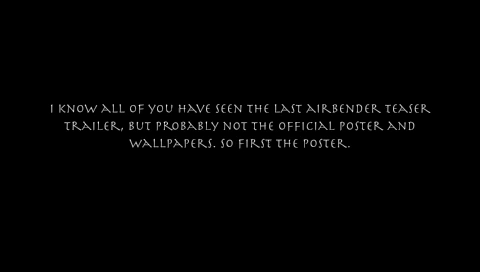 I KNOW ALL OF YOU HAVE SEEN THE LAST AIRBENDER TEASER
TRAILER, BUT PROBABLY NOT THE OFFICIAL POSTER AND
WALLPAPERS. SO FIRST THE POSTER.